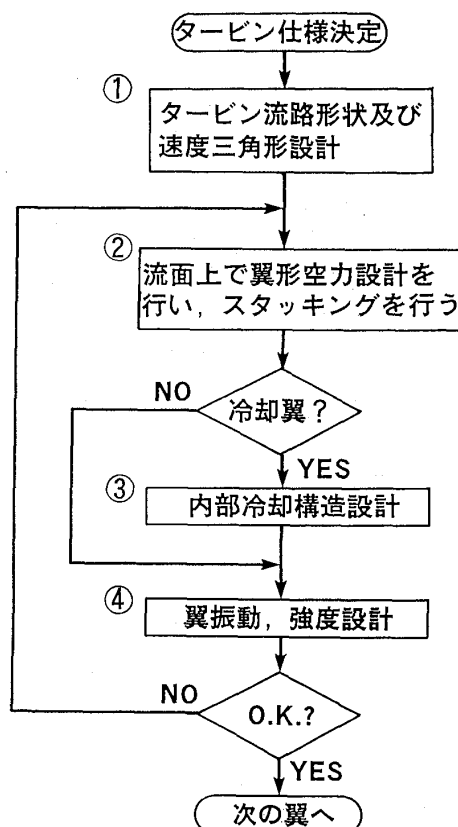 タービン仕様決定
①
タービン流路形状及び
速度三角形設計
②
流面上で翼形空力設計を
行い，スタッキングを行う
NO
冷却翼？
YES
③
内部冷却構造設計
④
翼振動，強度設計
NO
O.K.?
YES
次の翼へ